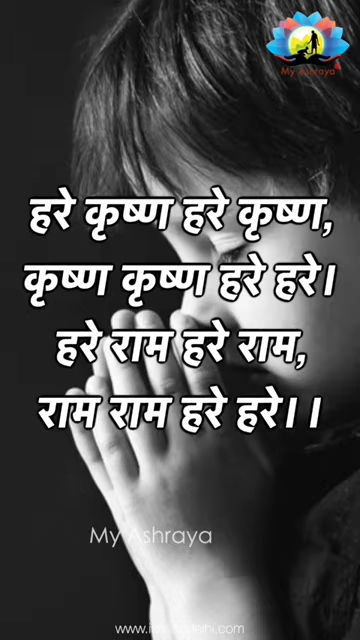 My Ashraya
हरे कृष्ण हरे कृष्ण,
कृष्ण कृष्ण हरे हरे।
हरे राम हरे राम,
राम राम हरे हरे।।
My Ashraya